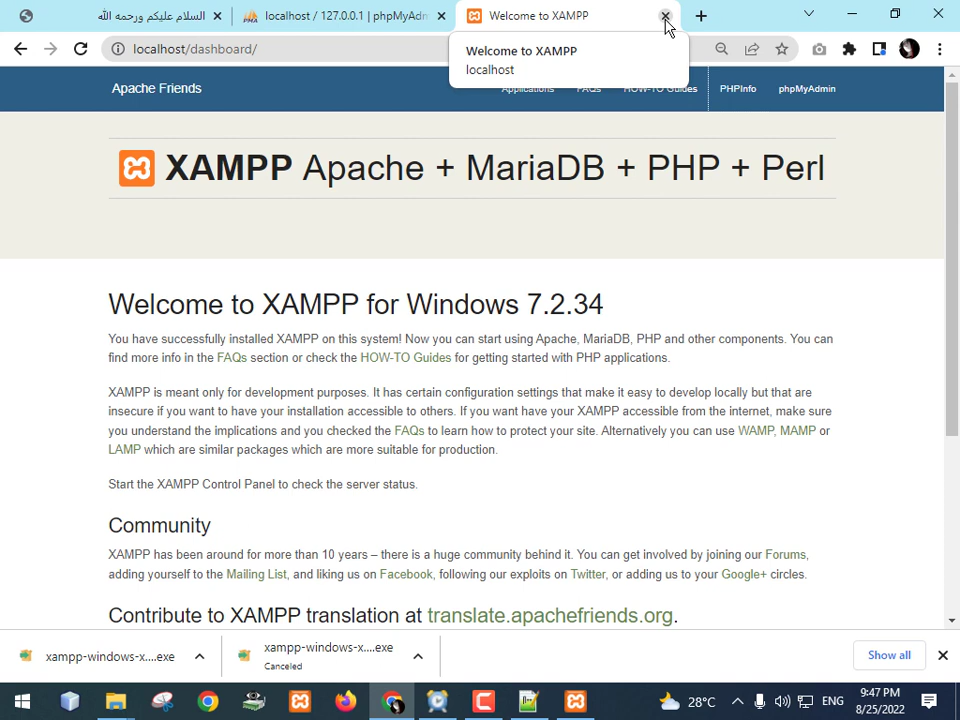 السلام عليكم ورحمه الله
localhost / 127.0.0.1 | phpMyAdm
Welcome to XAMPP
localhost/dashboard/
Welcome to XAMPP
localhost
Apache Friends
Applications FAQs HOW-TO Guides PHPInfo phpMyAdmin
XAMPP Apache + MariaDB + PHP + Perl
Welcome to XAMPP for Windows 7.2.34
You have successfully installed XAMPP on this system! Now you can start using Apache, MariaDB, PHP and other components. You can
find more info in the FAQs section or check the HOW-TO Guides for getting started with PHP applications.
XAMPP is meant only for development purposes. It has certain configuration settings that make it easy to develop locally but that are
insecure if you want to have your installation accessible to others. If you want have your XAMPP accessible from the internet, make sure
you understand the implications and you checked the FAQs to learn how to protect your site. Alternatively you can use WAMP, MAMP or
LAMP which are similar packages which are more suitable for production.
Start the XAMPP Control Panel to check the server status.
Community
XAMPP has been around for more than 10 years – there is a huge community behind it. You can get involved by joining our Forums,
adding yourself to the Mailing List, and liking us on Facebook, following our exploits on Twitter, or adding us to your Google+ circles.
Contribute to XAMPP translation at translate.apachefriends.org.
xampp-windows-x....exe
xampp-windows-x....exe
Canceled
Show all
28°C
ENG
9:47 PM
8/25/2022